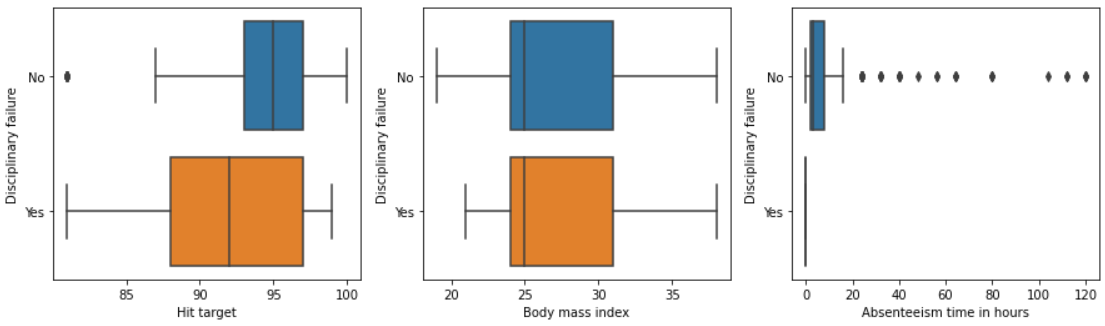 Disciplinary failure
No
Yes
85 90 95 100
Hit target
Disciplinary failure
No
Yes
20 25 30 35
Body mass index
Disciplinary failure
No
Yes
0 20 40 60 80 100 120
Absenteeism time in hours